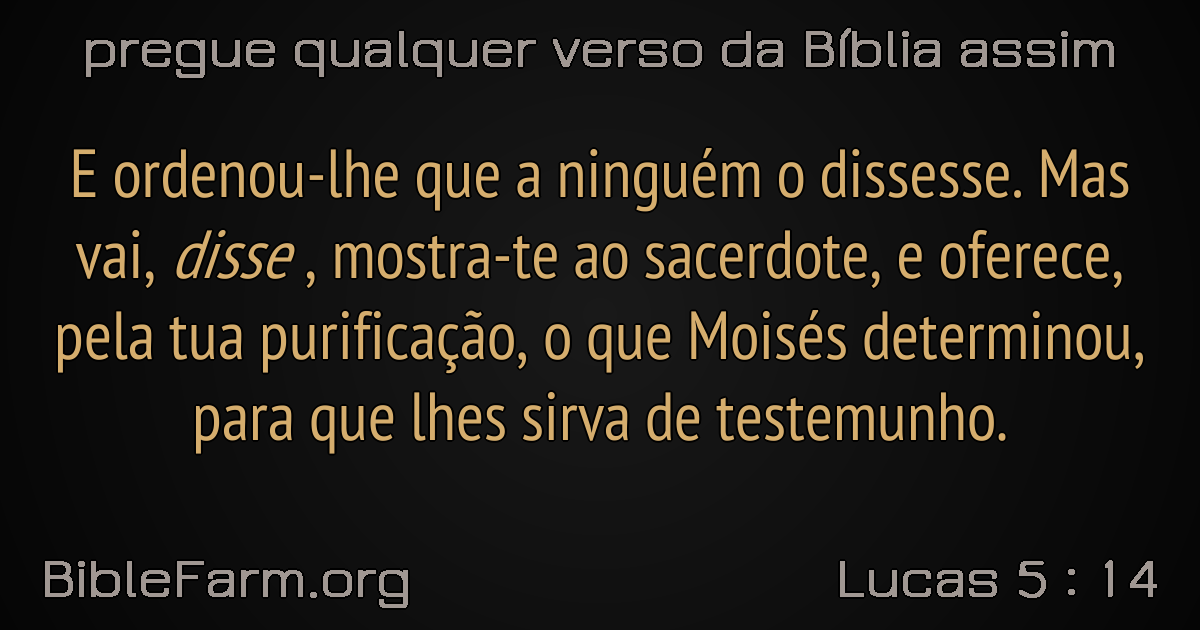 pregue qualquer verso da Bíblia assim
E ordenou-lhe que a ninguém o dissesse. Mas
vai, disse , mostra-te ao sacerdote, e oferece,
pela tua purificação, o que Moisés determinou,
para que lhes sirva de testemunho.
BibleFarm.org
Lucas 5 : 14